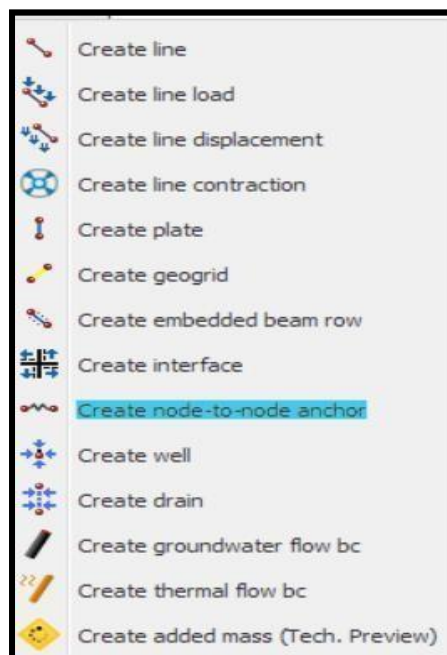 Create line
Create line load
Create line displacement
Create line contraction
Create plate
Create geogrid
Create embedded beam row
Create interface
Create node-to-node anchor
Create well
Create drain
Create groundwater flow bc
Create thermal flow bc
Create added mass (Tech. Preview)